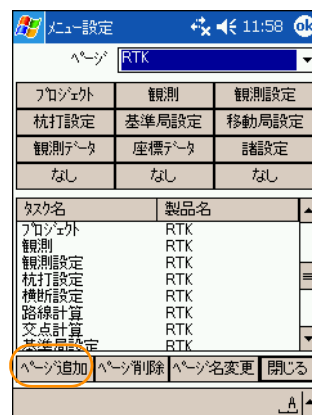 メニュー設定 11:58 ok
ページ RTK
プロジェクト 観測 観測設定
杭打設定 基準局設定 移動局設定
観測データ 座標データ 諸設定
なし なし なし
タスク名 製品名
プロジェクト RTK
観測 RTK
観測設定 RTK
杭打設定 RTK
横断設定 RTK
路線計算 RTK
交点計算 RTK
基準局設定 RTK
ページ追加 ページ削除 ページ名変更 閉じる
A